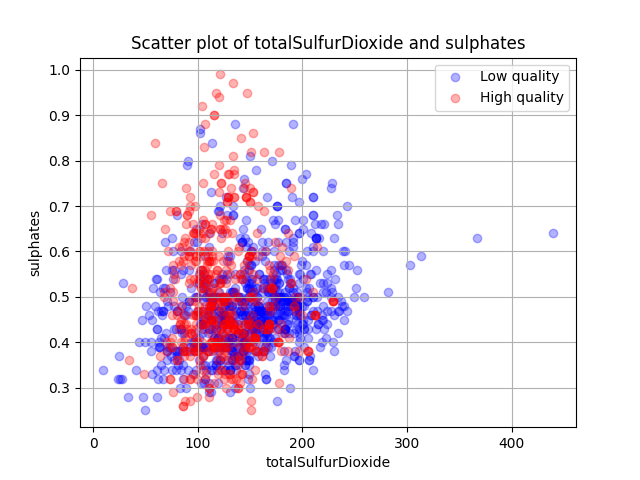 Scatter plot of totalSulfurDioxide and sulphates
Low quality
High quality
1.0
0.9
0.8
0.7
0.6
0.5
0.4
0.3
sulphates
0
100
200
300
400
totalSulfurDioxide